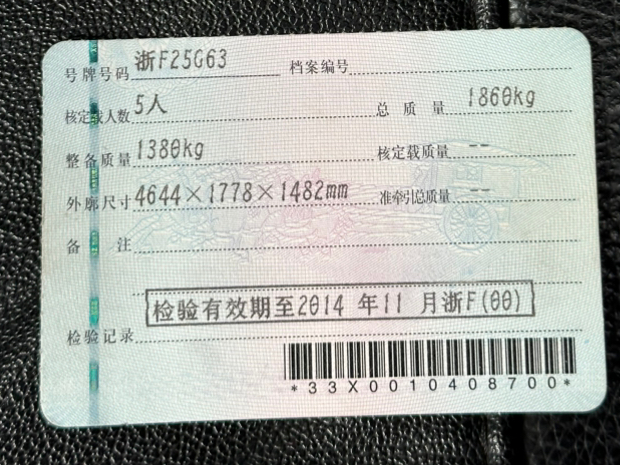 号牌号码 浙F25G63 档案编号
核定载人数 5人 总质量 1860kg
整备质量 1380kg 核定载质量 --
外廓尺寸 4644×1778×1482mm 准牵引总质量 --
备注
检验有效期至2014年11月浙F(00)
检验记录
*33X0010408700*